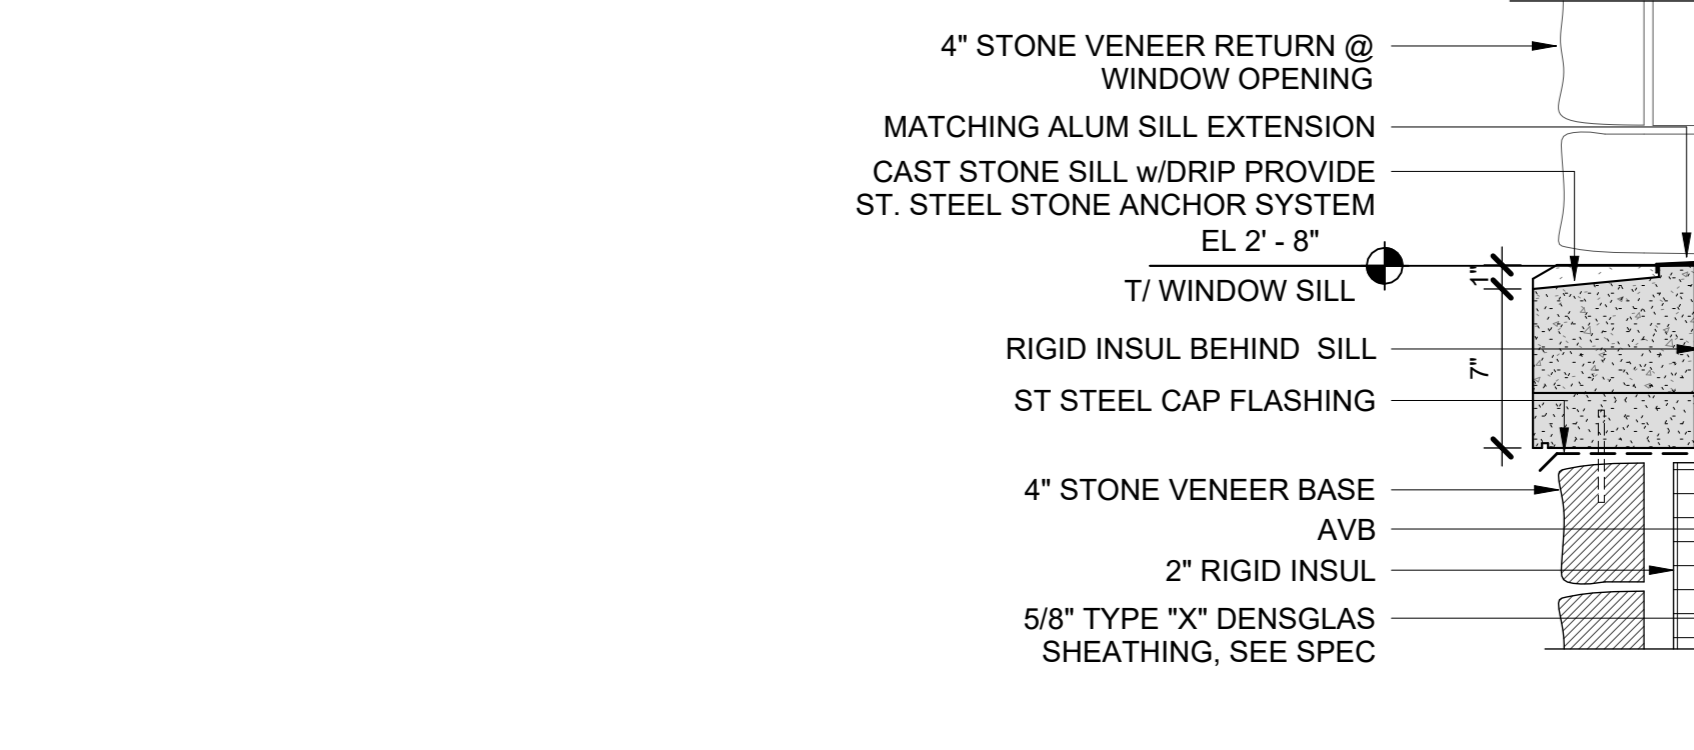 4" STONE VENEER RETURN @
WINDOW OPENING
MATCHING ALUM SILL EXTENSION
CAST STONE SILL w/DRIP PROVIDE
ST. STEEL STONE ANCHOR SYSTEM
EL 2' - 8"
T/ WINDOW SILL
1"
RIGID INSUL BEHIND  SILL
7"
ST STEEL CAP FLASHING
4" STONE VENEER BASE
AVB
2" RIGID INSUL
5/8" TYPE "X" DENSGLAS
SHEATHING, SEE SPEC